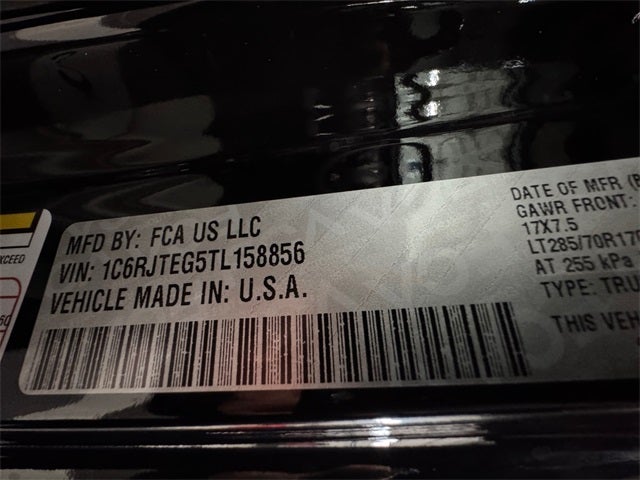 MFD BY: FCA US LLC
VIN: 1C6RJTEG5TL158856
VEHICLE MADE IN: U.S.A.
DATE OF MFR
GAWR FRONT:
17X7.5
LT285/70R17
AT 255 kPa
TYPE:
THIS
EXCEED